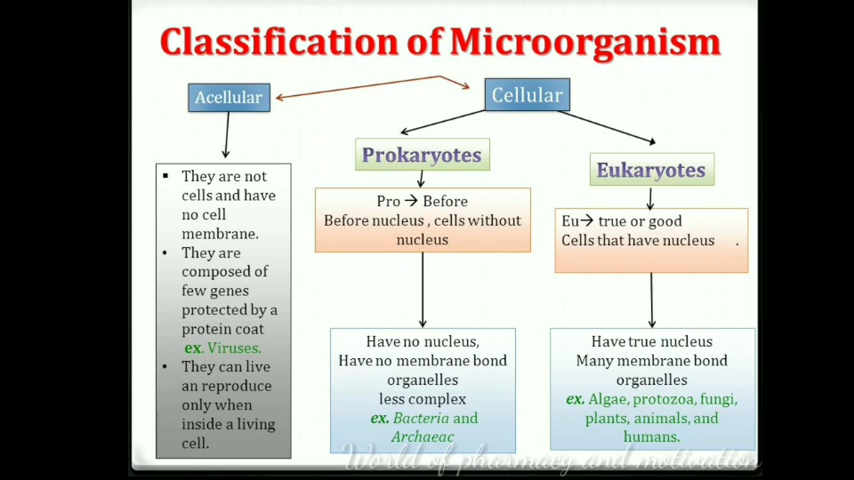 Classification of Microorganism
Acellular
Cellular
Prokaryotes
Eukaryotes
▪ They are not
cells and have
no cell
membrane.
• They are
composed of
few genes
protected by a
protein coat
ex. Viruses.
• They can live
an reproduce
only when
inside a living
cell.
Pro → Before
Before nucleus , cells without
nucleus
Eu→ true or good
Cells that have nucleus .
Have no nucleus,
Have no membrane bond
organelles
less complex
ex. Bacteria and
Archaeac
Have true nucleus
Many membrane bond
organelles
ex. Algae, protozoa, fungi,
plants, animals, and
humans.
World of pharmacy and motivation